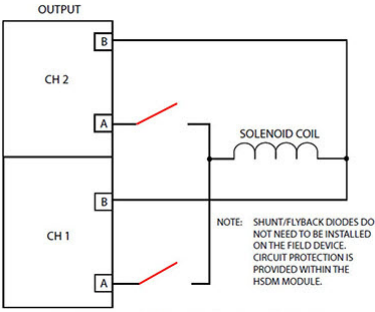 OUTPUT
B
CH 2
A
SOLENOID COIL
B
CH 1
A
NOTE: SHUNT/FLYBACK DIODES DO
NOT NEED TO BE INSTALLED
ON THE FIELD DEVICE.
CIRCUIT PROTECTION IS
PROVIDED WITHIN THE
HSDM MODULE.